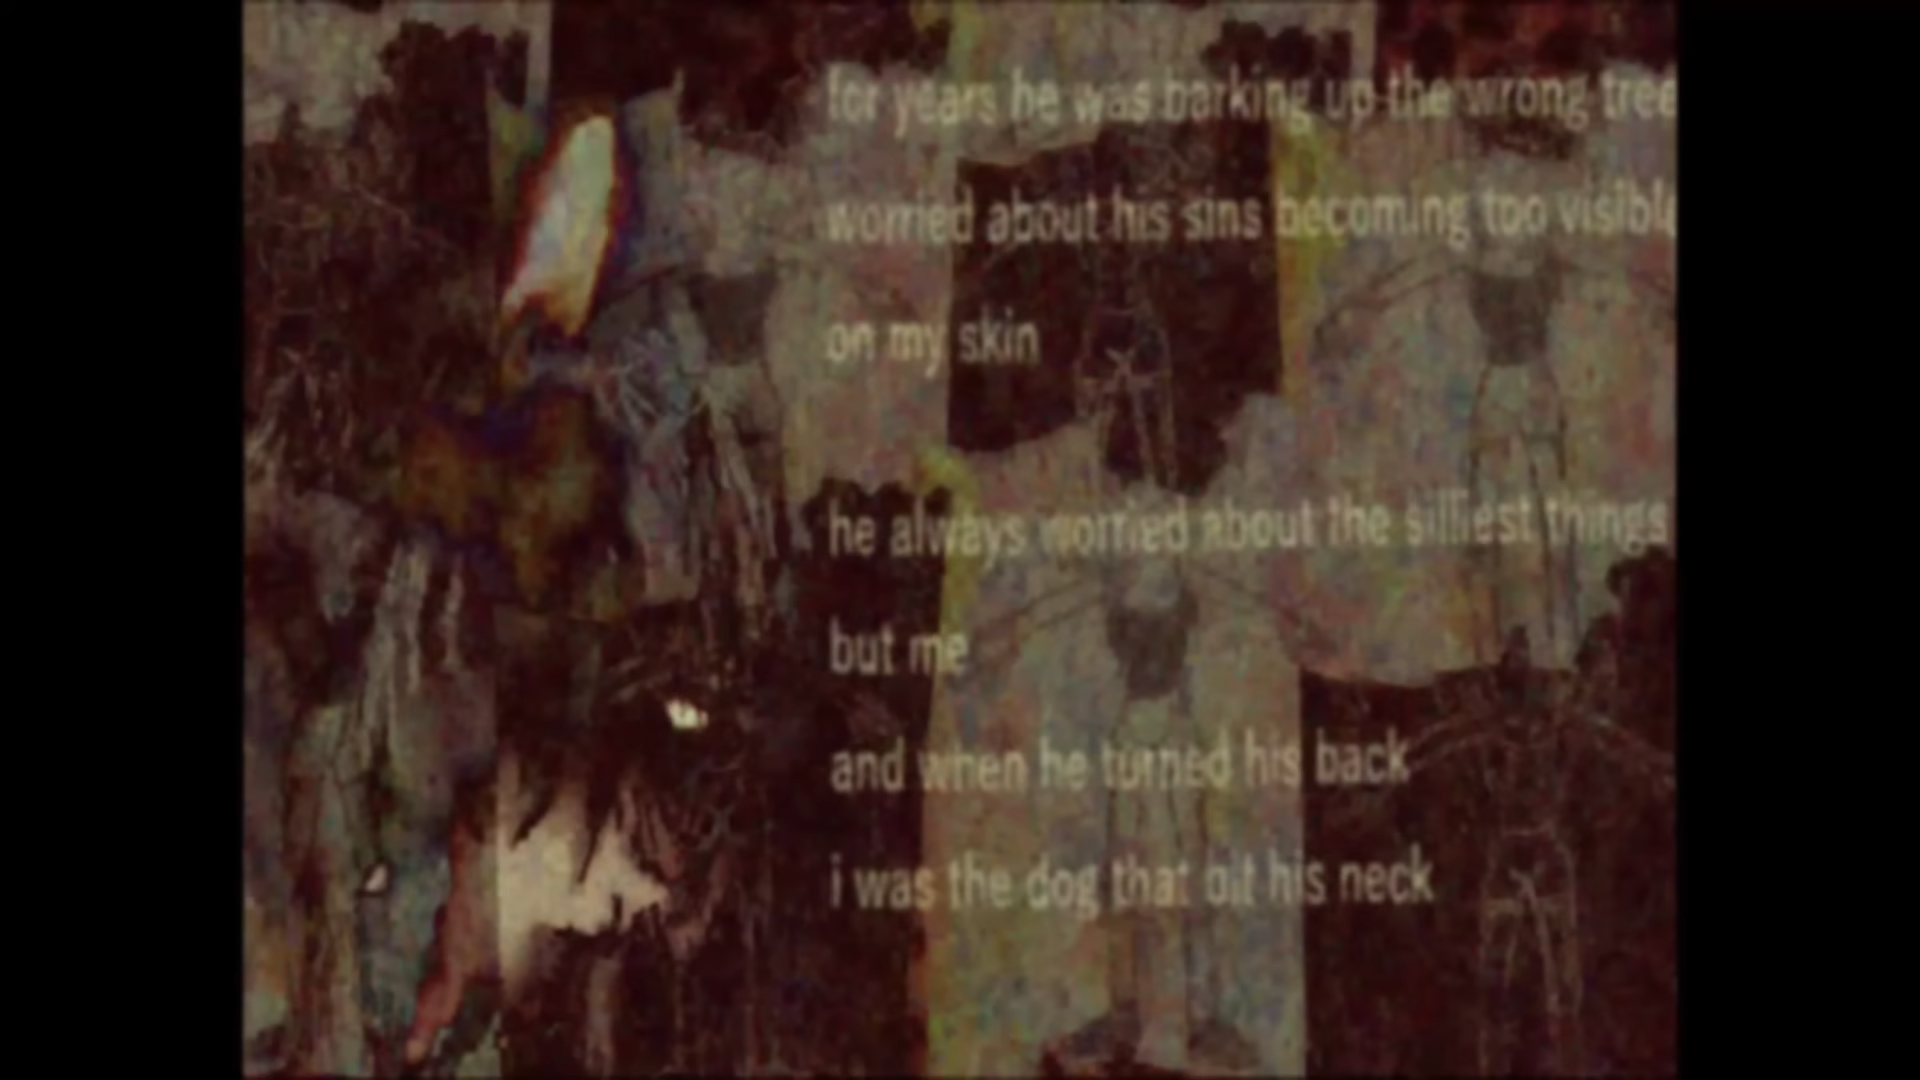 for years he was barking up the wrong tree
worried about his sins becoming too visible
on my skin
he always worried about the silliest things
but me
and when he turned his back
i was the dog that bit his neck